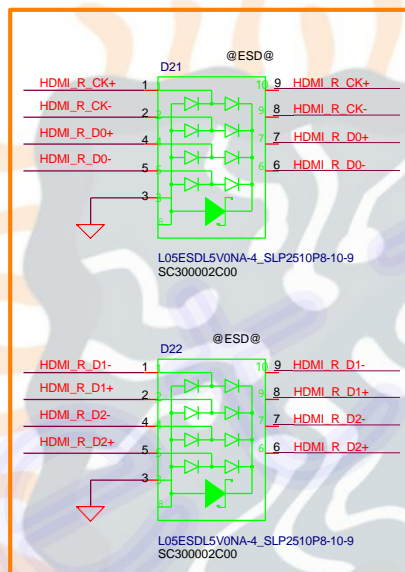 D21
@ESD@
HDMI_R_CK+ 1 10 9 HDMI_R_CK+
HDMI_R_CK- 2 9 8 HDMI_R_CK-
HDMI_R_D0+ 4 7 7 HDMI_R_D0+
HDMI_R_D0- 5 6 6 HDMI_R_D0-
3
8
L05ESDL5V0NA-4_SLP2510P8-10-9
SC300002C00
@ESD@
D22
HDMI_R_D1- 1 10 9 HDMI_R_D1-
HDMI_R_D1+ 2 9 8 HDMI_R_D1+
HDMI_R_D2- 4 7 7 HDMI_R_D2-
HDMI_R_D2+ 5 6 6 HDMI_R_D2+
3
8
L05ESDL5V0NA-4_SLP2510P8-10-9
SC300002C00